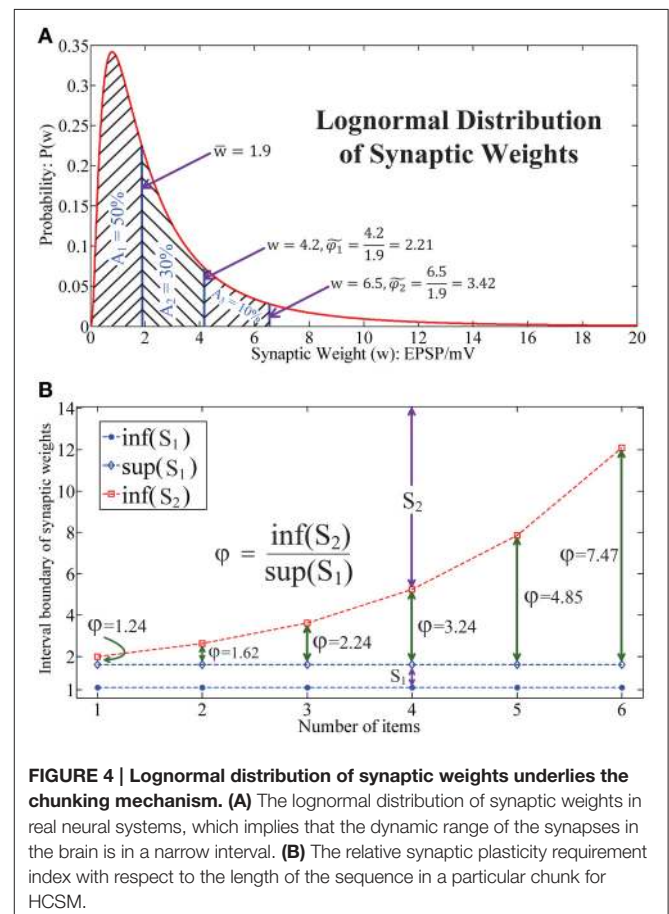 A
0.35
0.3
0.25
0.2
0.15
0.1
0.05
0
Probability: P(w)
Lognormal Distribution
of Synaptic Weights
w̄ = 1.9
w = 4.2, φ̃₁ = 4.2/1.9 = 2.21
w = 6.5, φ̃₂ = 6.5/1.9 = 3.42
A₁ = 50%
A₂ = 30%
A₃ = 10%
0 2 4 6 8 10 12 14 16 18 20
Synaptic Weight (w): EPSP/mV
B
14
12
10
8
6
4
2
1
Interval boundary of synaptic weights
inf(S₁)
sup(S₁)
inf(S₂)
φ = inf(S₂)/sup(S₁)
S₂
φ=7.47
φ=4.85
φ=3.24
φ=2.24
φ=1.62
φ=1.24
S₁
1 2 3 4 5 6
Number of items
FIGURE 4 | Lognormal distribution of synaptic weights underlies the
chunking mechanism. (A) The lognormal distribution of synaptic weights in
real neural systems, which implies that the dynamic range of the synapses in
the brain is in a narrow interval. (B) The relative synaptic plasticity requirement
index with respect to the length of the sequence in a particular chunk for
HCSM.